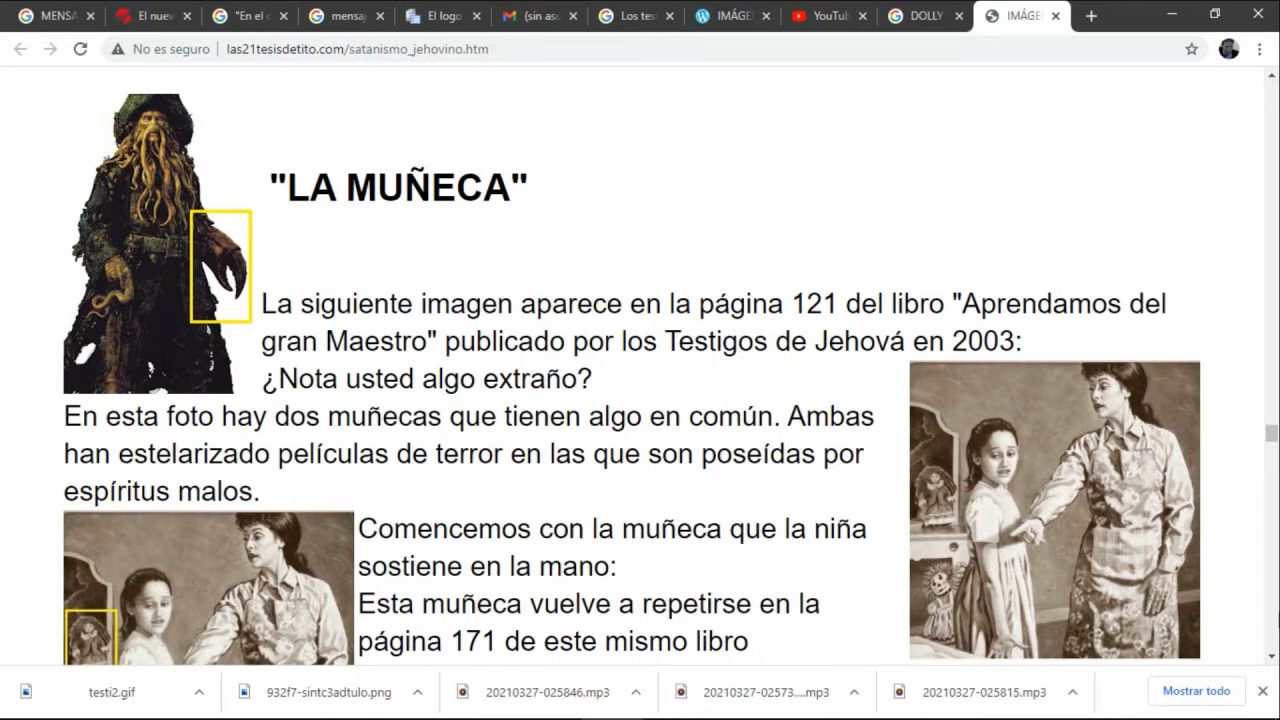 MENSA
El nuev
"En el c
mensaj
El logo
(sin asu
Los test
IMÁGE
YouTub
DOLLY
IMÁGE
No es seguro
las21tesisdetito.com/satanismo_jehovino.htm
"LA MUÑECA"
La siguiente imagen aparece en la página 121 del libro "Aprendamos del
gran Maestro" publicado por los Testigos de Jehová en 2003:
¿Nota usted algo extraño?
En esta foto hay dos muñecas que tienen algo en común. Ambas
han estelarizado películas de terror en las que son poseídas por
espíritus malos.
Comencemos con la muñeca que la niña
sostiene en la mano:
Esta muñeca vuelve a repetirse en la
página 171 de este mismo libro
testi2.gif
932f7-sintc3adtulo.png
20210327-025846.mp3
20210327-02573....mp3
20210327-025815.mp3
Mostrar todo